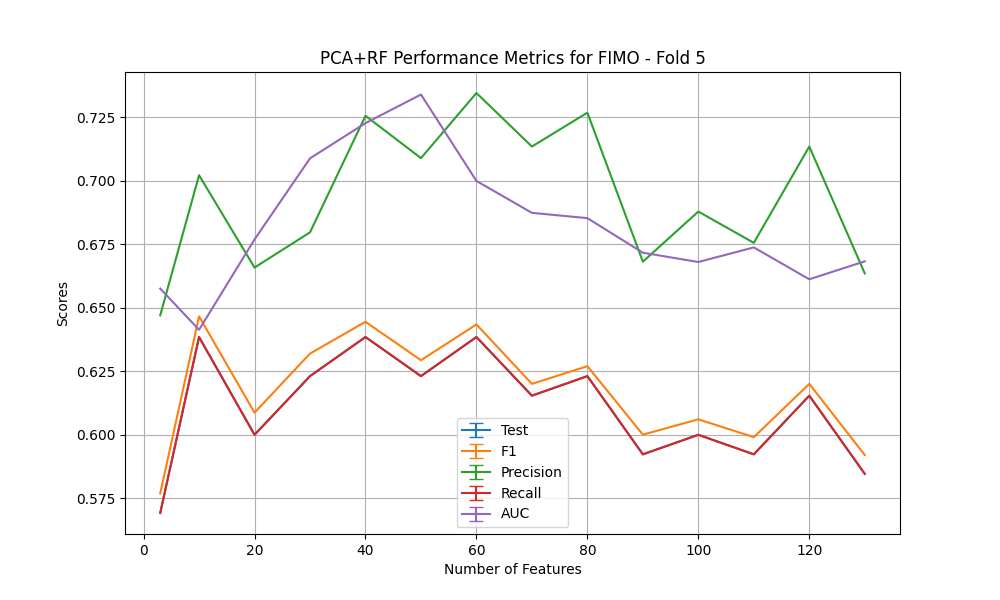 PCA+RF Performance Metrics for FIMO - Fold 5
0.725
0.700
0.675
0.650
0.625
0.600
0.575
Scores
Test
F1
Precision
Recall
AUC
0 20 40 60 80 100 120
Number of Features